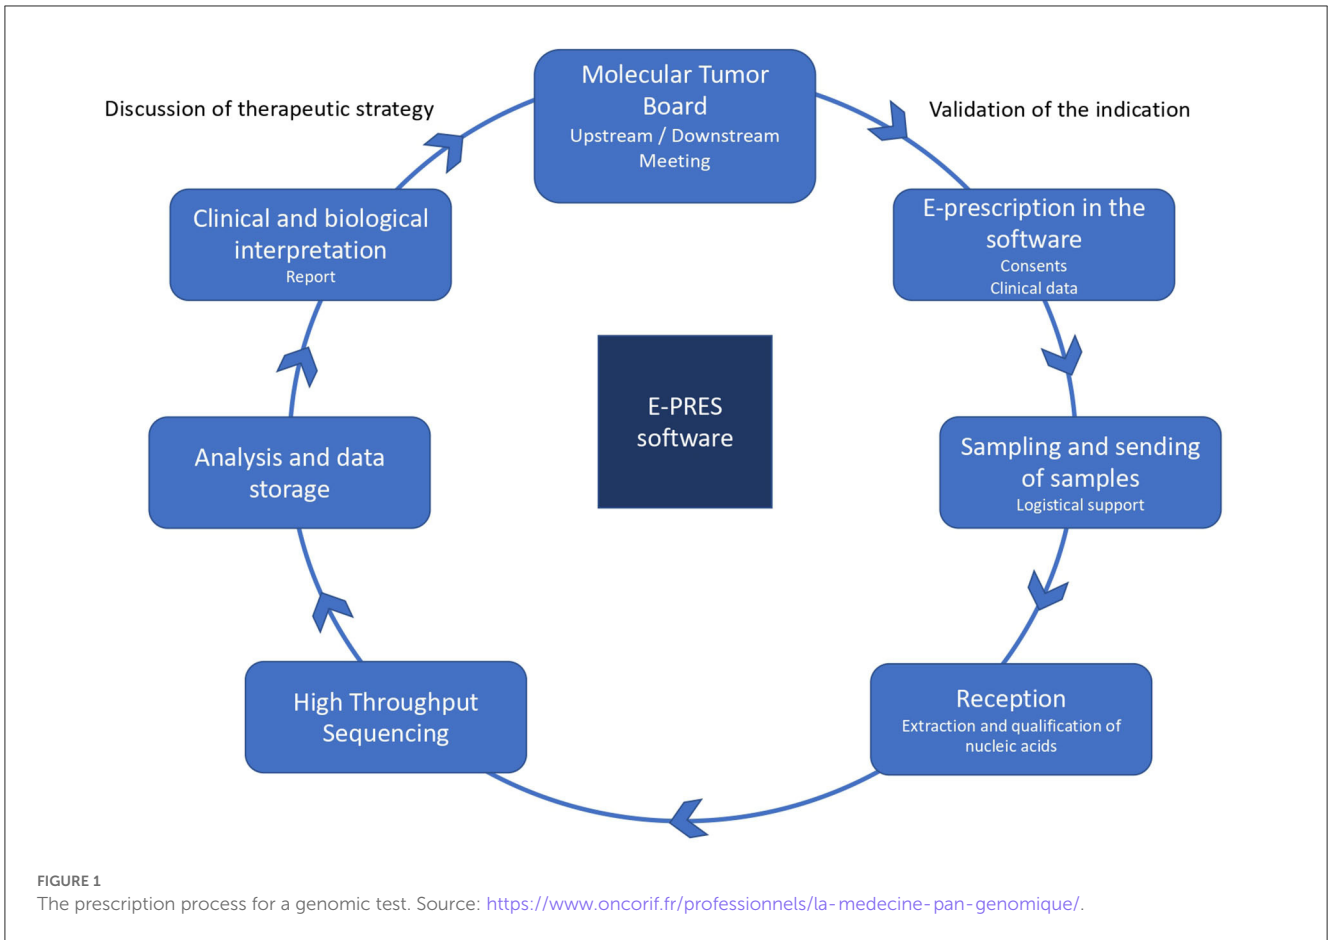 Molecular Tumor
Board
Upstream / Downstream
Meeting
Discussion of therapeutic strategy
Validation of the indication
E-prescription in the
software
Consents
Clinical data
Sampling and sending
of samples
Logistical support
Reception
Extraction and qualification of
nucleic acids
High Throughput
Sequencing
Analysis and data
storage
Clinical and biological
interpretation
Report
E-PRES
software
FIGURE 1
The prescription process for a genomic test. Source: https://www.oncorif.fr/professionnels/la-medecine-pan-genomique/.